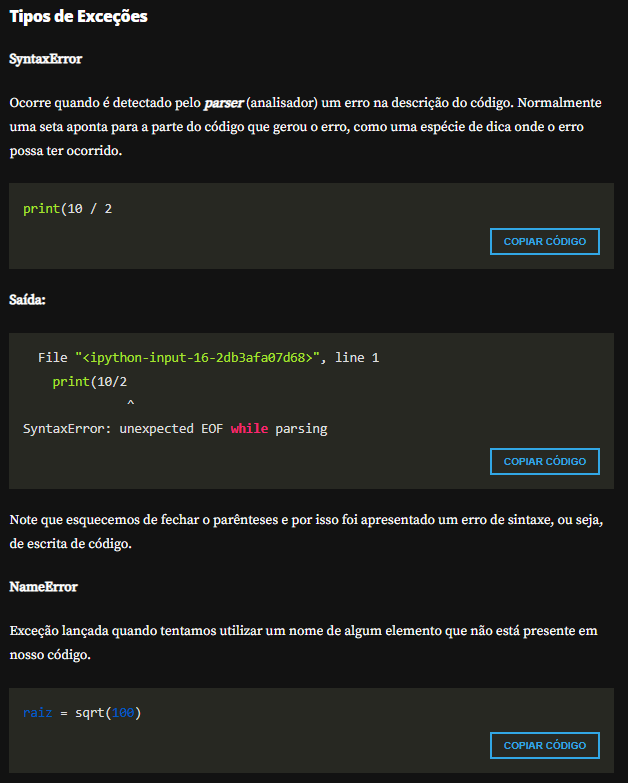 Tipos de Exceções
SyntaxError
Ocorre quando é detectado pelo parser (analisador) um erro na descrição do código. Normalmente
uma seta aponta para a parte do código que gerou o erro, como uma espécie de dica onde o erro
possa ter ocorrido.
print(10 / 2
COPIAR CÓDIGO
Saída:
File "<ipython-input-16-2db3afa07d68>", line 1
print(10/2
^
SyntaxError: unexpected EOF while parsing
COPIAR CÓDIGO
Note que esquecemos de fechar o parênteses e por isso foi apresentado um erro de sintaxe, ou seja,
de escrita de código.
NameError
Exceção lançada quando tentamos utilizar um nome de algum elemento que não está presente em
nosso código.
raiz = sqrt(100)
COPIAR CÓDIGO